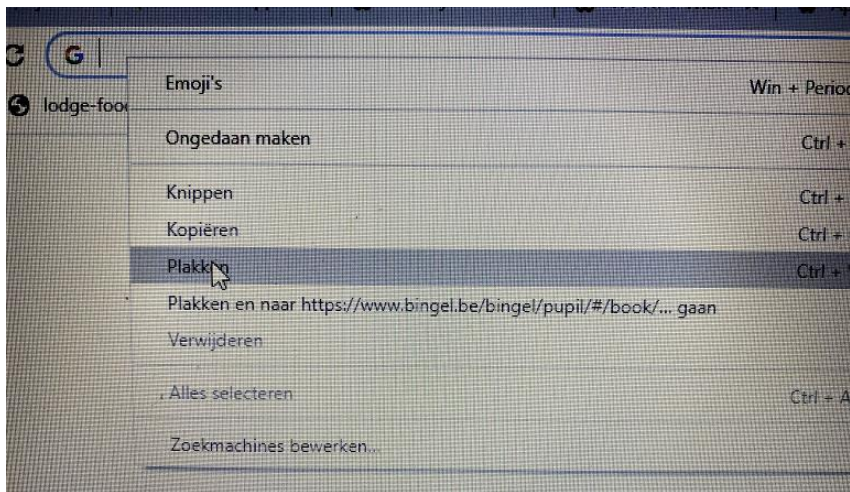 G
lodge-foo
Emoji's Win + Perio
Ongedaan maken Ctrl +
Knippen Ctrl +
Kopiëren Ctrl +
Plakken Ctrl +
Plakken en naar https://www.bingel.be/bingel/pupil/#/book/... gaan
Verwijderen
Alles selecteren Ctrl + A
Zoekmachines bewerken...